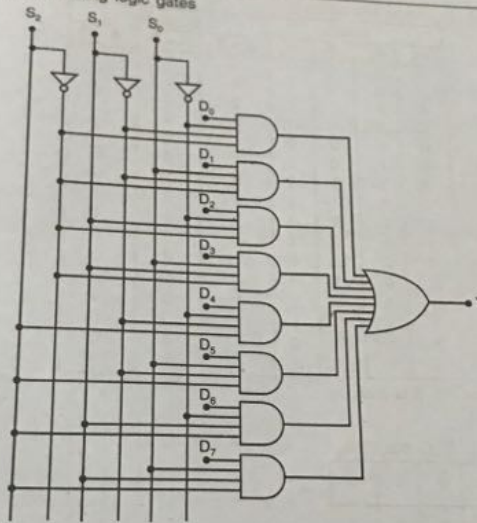 logic gates
S₂ S₁ S₀
D₀
D₁
D₂
D₃
D₄
D₅
D₆
D₇